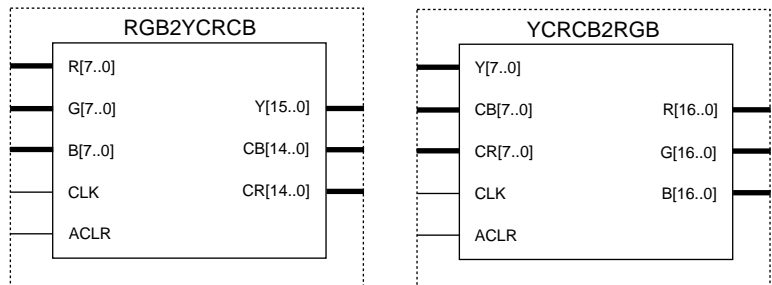 RGB2YCRCB
R[7..0]
G[7..0] Y[15..0]
B[7..0] CB[14..0]
CLK CR[14..0]
ACLR
YCRCB2RGB
Y[7..0]
CB[7..0] R[16..0]
CR[7..0] G[16..0]
CLK B[16..0]
ACLR